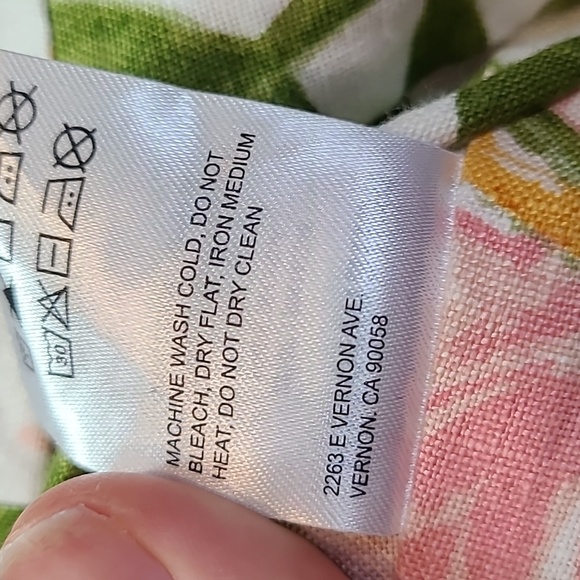 30
MACHINE WASH COLD, DO NOT
BLEACH, DRY FLAT, IRON MEDIUM
HEAT, DO NOT DRY CLEAN
2263 E VERNON AVE.
VERNON, CA 90058